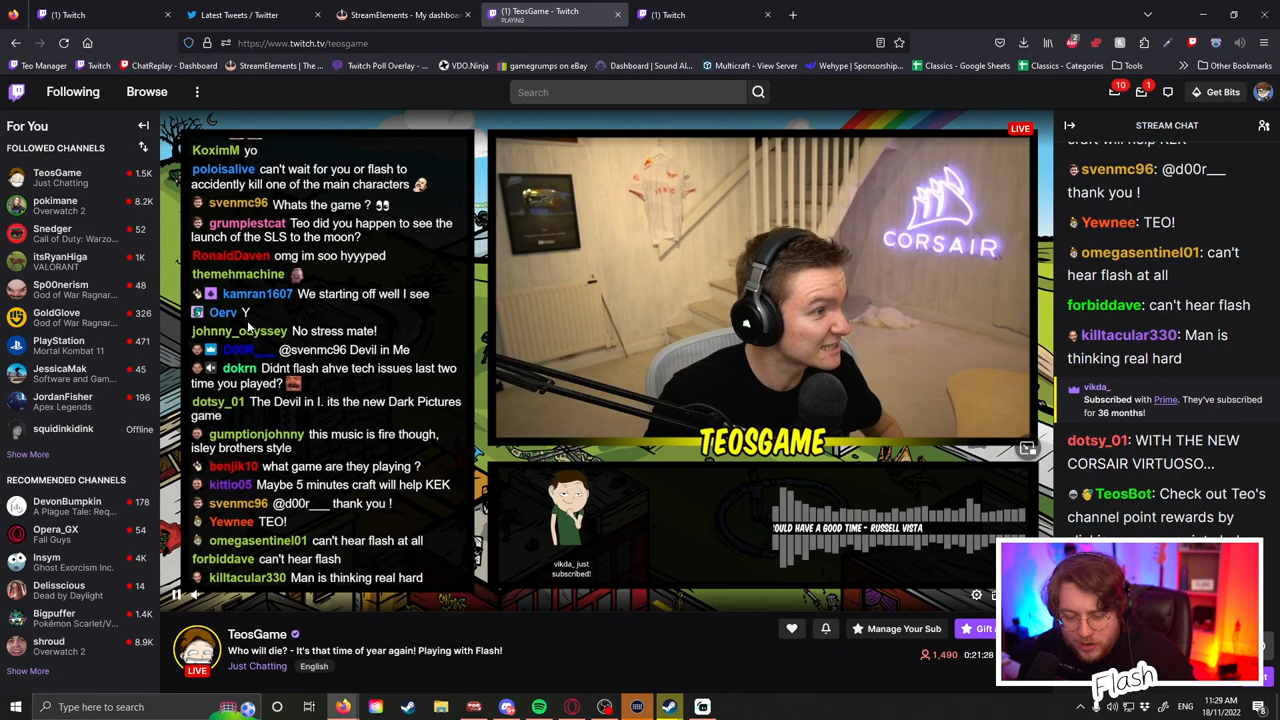 (1) Twitch
Latest Tweets / Twitter
StreamElements - My dashboard
(1) TeosGame - Twitch
PLAYING
(1) Twitch
https://www.twitch.tv/teosgame
Teo Manager
Twitch
ChatReplay - Dashboard
StreamElements | The ...
Twitch Poll Overlay - ...
gamegrumps on eBay
Dashboard | Sound Al...
VDO.Ninja
Multicraft - View Server
Wehype | Sponsorship...
Classics - Google Sheets
Classics - Categories
Tools
Other Bookmarks
Following
Browse
Search
10
1
Get Bits
For You
FOLLOWED CHANNELS
TeosGame
Just Chatting
1.5K
pokimane
Overwatch 2
8.2K
Snedger
Call of Duty: Warzo...
52
itsRyanHiga
VALORANT
1K
Sp00nerism
God of War Ragnar...
48
GoldGlove
God of War Ragnar...
326
PlayStation
Mortal Kombat 11
471
JessicaMak
Software and Gam...
45
JordanFisher
Apex Legends
196
squidinkidink
Offline
Show More
RECOMMENDED CHANNELS
DevonBumpkin
A Plague Tale: Req...
178
Opera_GX
Fall Guys
54
Insym
Ghost Exorcism Inc.
4K
Delisscious
Dead by Daylight
14
Bigpuffer
Pokémon Scarlet/V...
1.4K
shroud
Overwatch 2
8.9K
Show More
KoximM yo
poloisalive can't wait for you or flash to
accidently kill one of the main characters
svenmc96 Whats the game ?
grumpiestcat Teo did you happen to see the
launch of the SLS to the moon?
RonaldDaven omg im soo hyyyped
themehmachine
kamran1607 We starting off well I see
Oerv Y
johnny_odyssey No stress mate!
D00R___ @svenmc96 Devil in Me
dokrn Didnt flash ahve tech issues last two
time you played?
dotsy_01 The Devil in I. its the new Dark Pictures
game
gumptionjohnny this music is fire though,
isley brothers style
benjik10 what game are they playing ?
kittio05 Maybe 5 minutes craft will help KEK
svenmc96 @d00r___ thank you !
Yewnee TEO!
omegasentinel01 can't hear flash at all
forbiddave can't hear flash
killtacular330 Man is thinking real hard
LIVE
CORSAIR
TEOSGAME
vikda_ just
subscribed!
OULD HAVE A GOOD TIME - RUSSELL VISTA
LIVE
TeosGame
Who will die? - It's that time of year again! Playing with Flash!
Just Chatting
English
Manage Your Sub
Gift
1,490
0:21:28
STREAM CHAT
craft will help KEK
svenmc96: @d00r___
thank you !
Yewnee: TEO!
omegasentinel01: can't
hear flash at all
forbiddave: can't hear flash
killtacular330: Man is
thinking real hard
vikda_
Subscribed with Prime. They've subscribed
for 36 months!
dotsy_01: WITH THE NEW
CORSAIR VIRTUOSO...
TeosBot: Check out Teo's
channel point rewards by
Flash
Type here to search
ENG
11:29 AM
18/11/2022